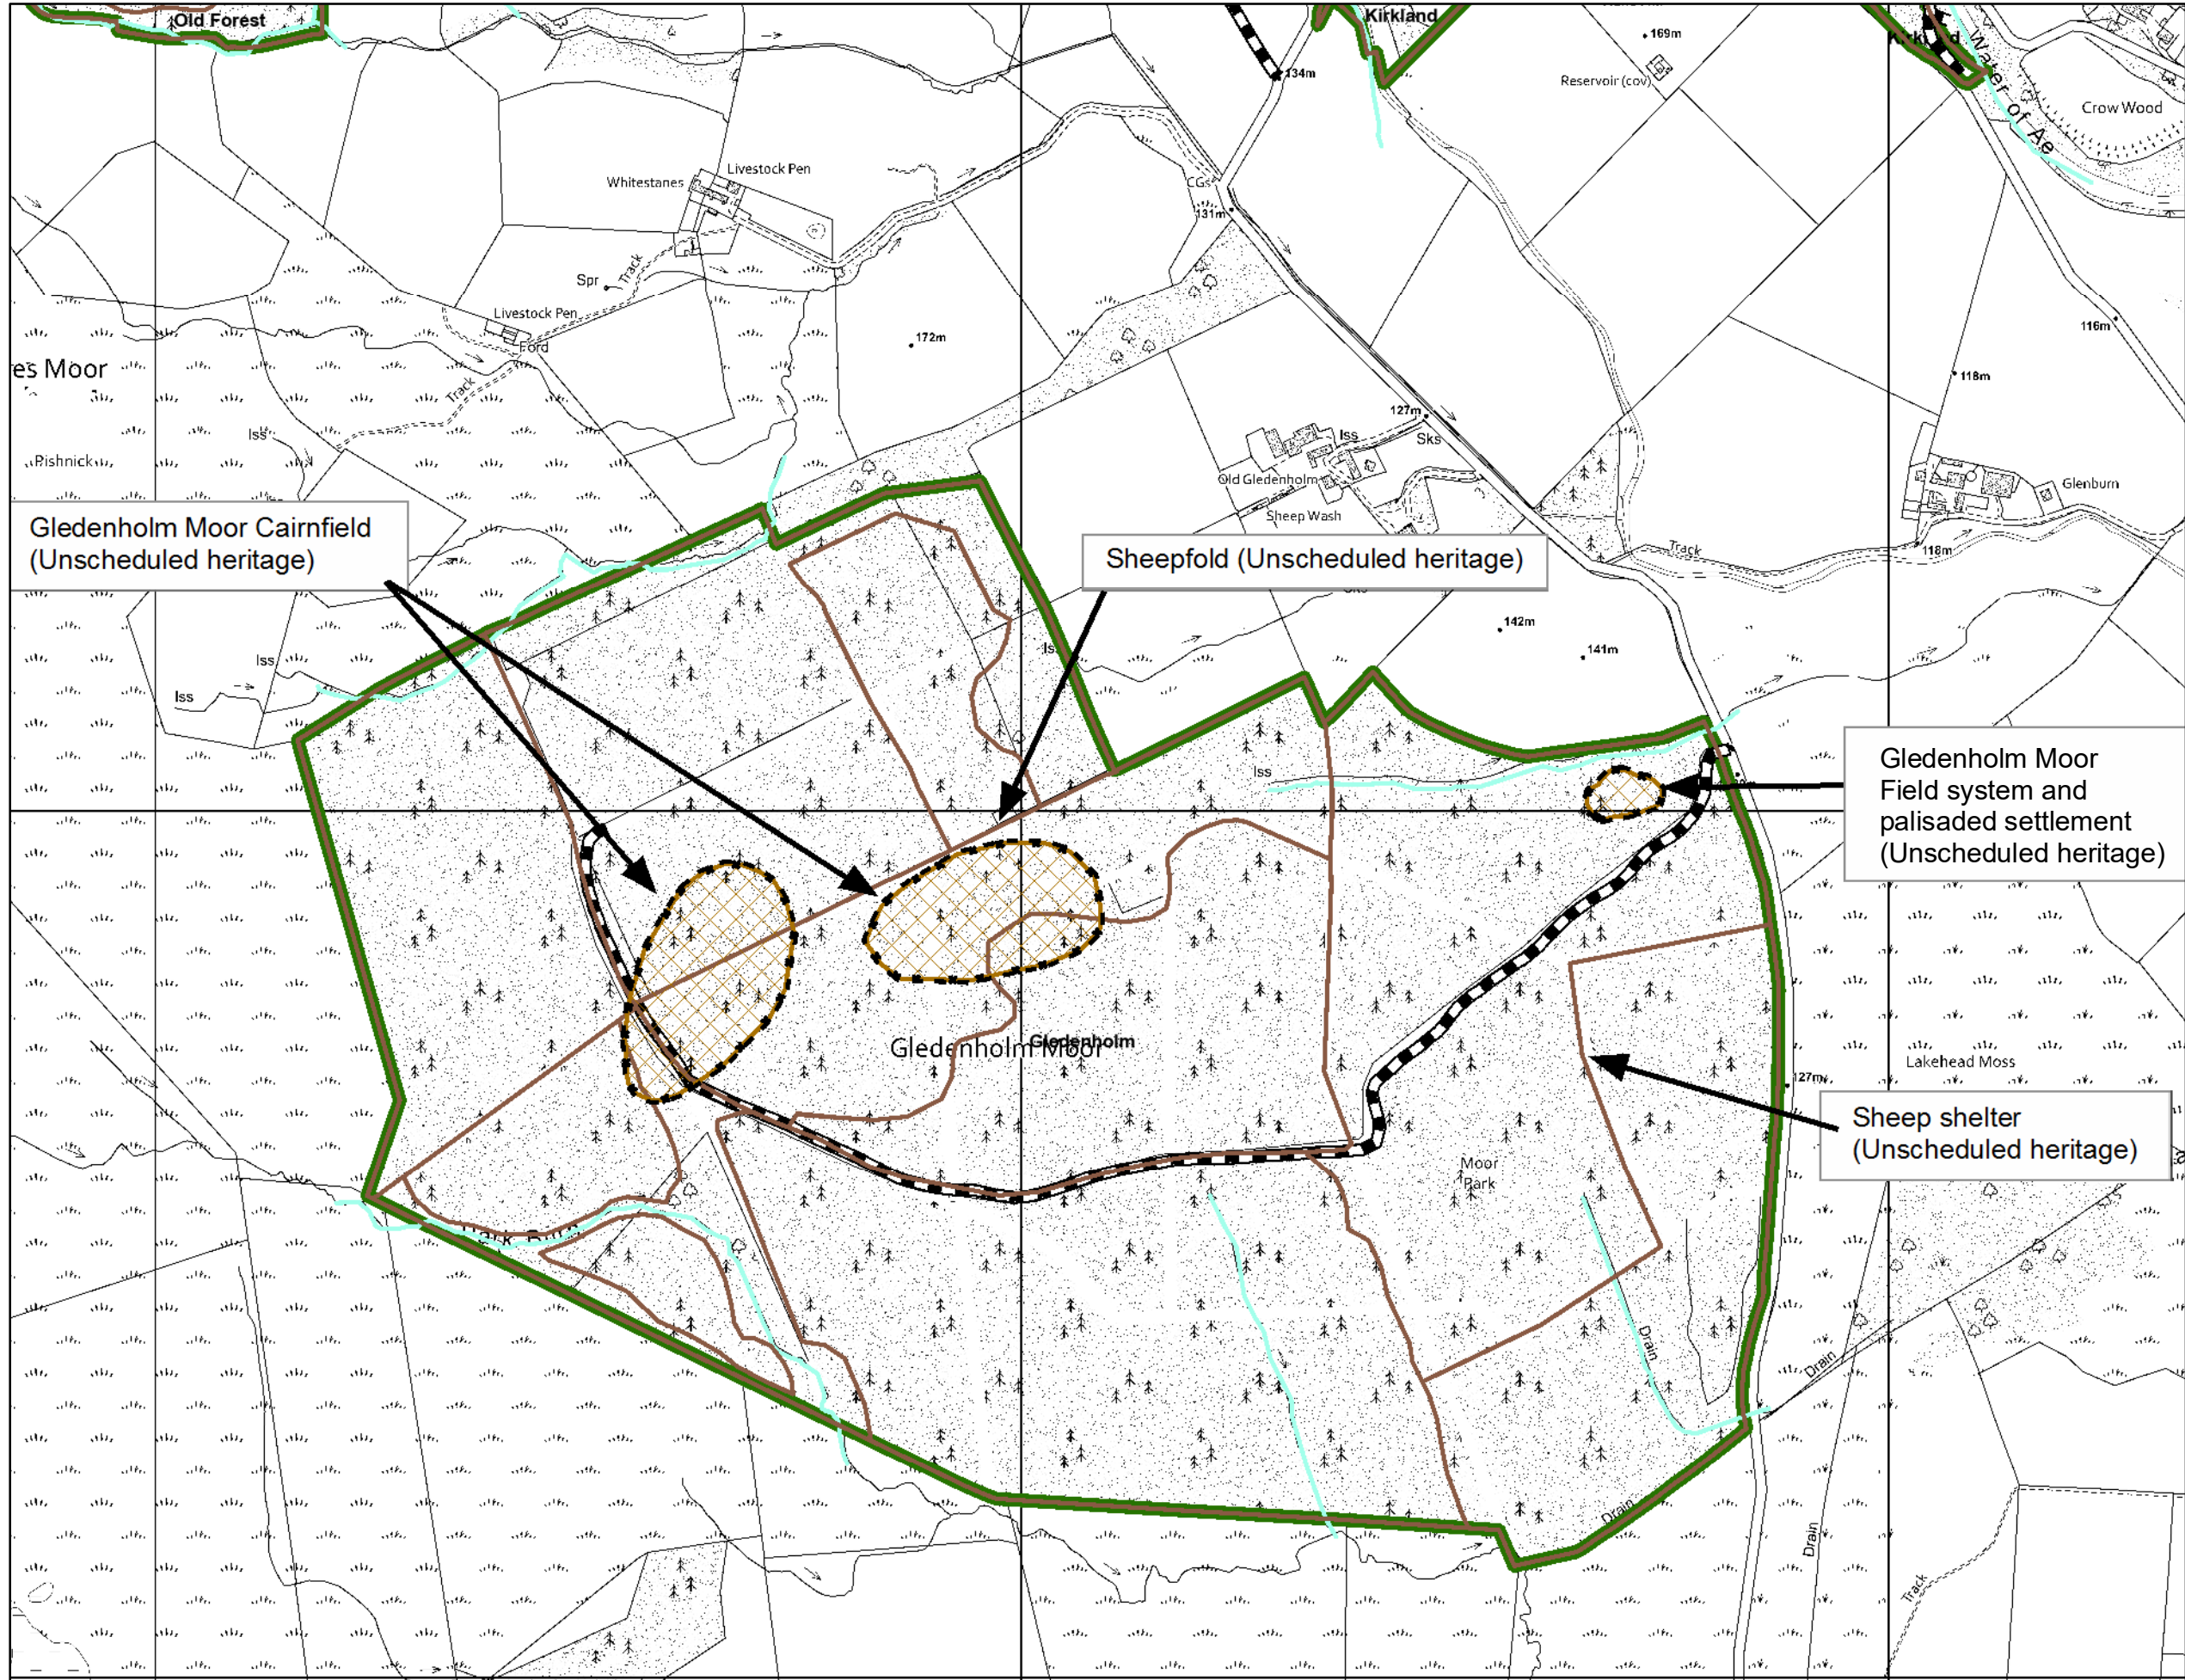 Old Forest
Kirkland
169m
Reservoir (cov)
Water of Ae
Crow Wood
134m
Livestock Pen
Whitestanes
CGs
131m
Spr
Track
Livestock Pen
Ford
172m
116m
es Moor
Track
118m
127m
Iss
Sks
Iss
Rishnick
Old Gledenholm
Sheep Wash
Glenburn
Track
118m
Gledenholm Moor Cairnfield
(Unscheduled heritage)
Sheepfold (Unscheduled heritage)
142m
141m
Iss
Iss
Iss
Gledenholm Moor
Field system and
palisaded settlement
(Unscheduled heritage)
Gledenholm Moor
Gledenholm
Lakehead Moss
127m
Sheep shelter
(Unscheduled heritage)
Moor
Park
Drain
Drain
Drain
Drain
Track